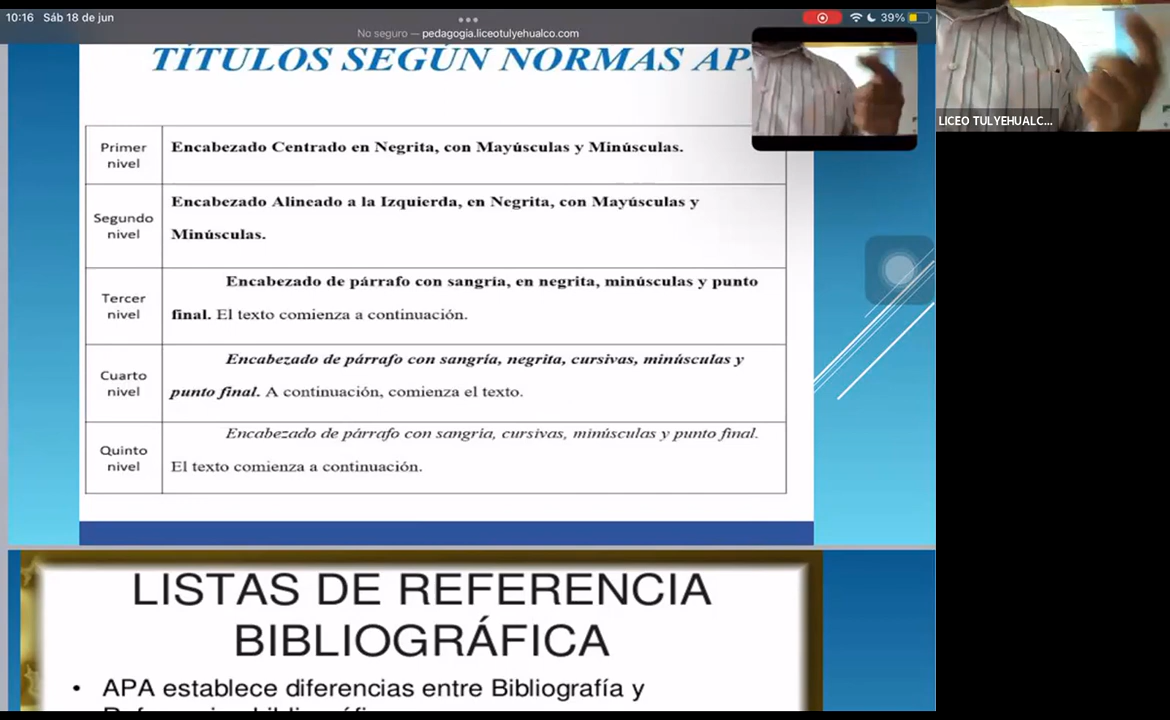 10:16 Sáb 18 de jun
39%
No seguro — pedagogia.liceotulyehualco.com
TÍTULOS SEGÚN NORMAS
LICEO TULYEHUALC...
Primer nivel
Encabezado Centrado en Negrita, con Mayúsculas y Minúsculas.
Segundo nivel
Encabezado Alineado a la Izquierda, en Negrita, con Mayúsculas y
Minúsculas.
Tercer nivel
Encabezado de párrafo con sangría, en negrita, minúsculas y punto
final. El texto comienza a continuación.
Cuarto nivel
Encabezado de párrafo con sangría, negrita, cursivas, minúsculas y
punto final. A continuación, comienza el texto.
Quinto nivel
Encabezado de párrafo con sangría, cursivas, minúsculas y punto final.
El texto comienza a continuación.
LISTAS DE REFERENCIA
BIBLIOGRÁFICA
• APA establece diferencias entre Bibliografía y